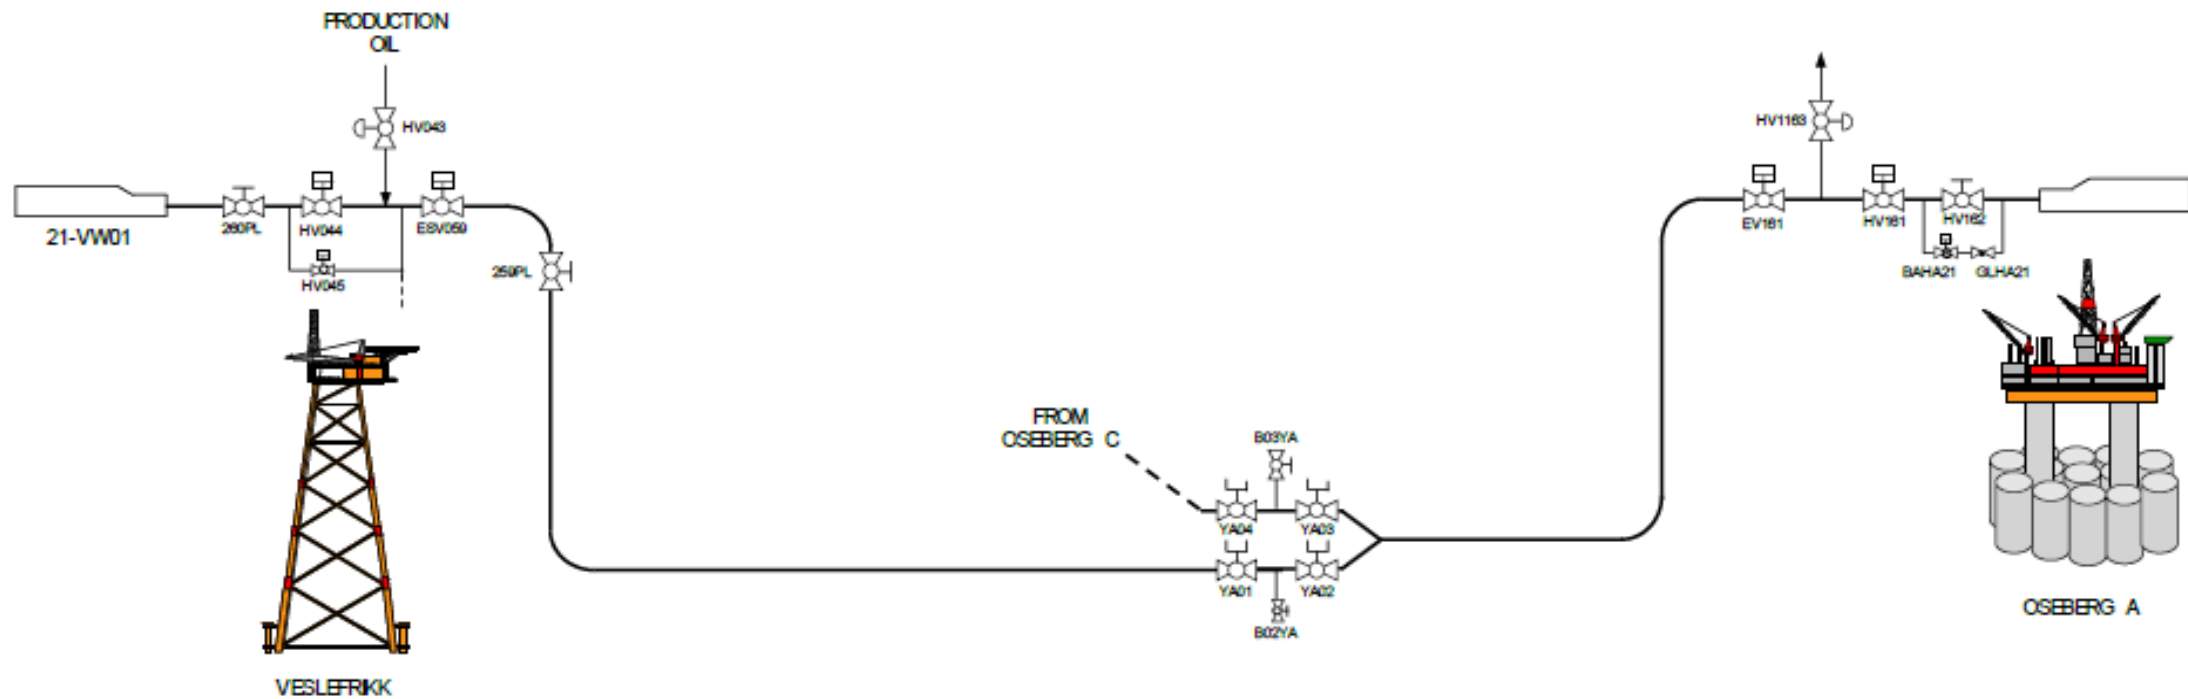 PRODUCTION
OIL
HV043
HV1163
260PL
HV044
ESV059
EV161
HV161
HV162
21-VW01
259PL
HV045
BAHA21
GLHA21
FROM
OSEBERG C
B03YA
YA04
YA03
YA01
YA02
B02YA
OSEBERG A
VESLEFRIKK